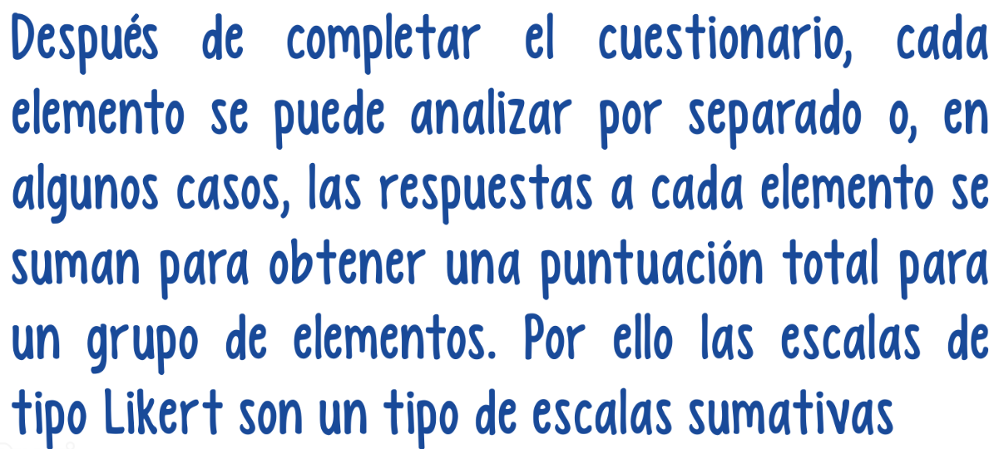 Después de completar el cuestionario, cada
elemento se puede analizar por separado o, en
algunos casos, las respuestas a cada elemento se
suman para obtener una puntuación total para
un grupo de elementos. Por ello las escalas de
tipo Likert son un tipo de escalas sumativas